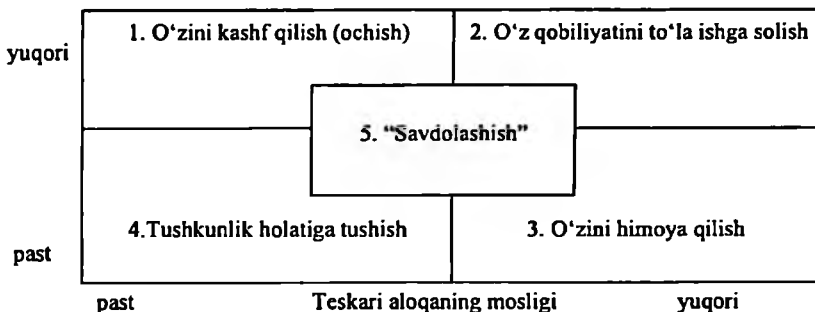 1. O‘zini kashf qilish (ochish)
2. O‘z qobiliyatini to‘la ishga solish
yuqori
5. “Savdolashish”
4.Tushkunlik holatiga tushish
3. O‘zini himoya qilish
past
past
Teskari aloqaning mosligi
yuqori